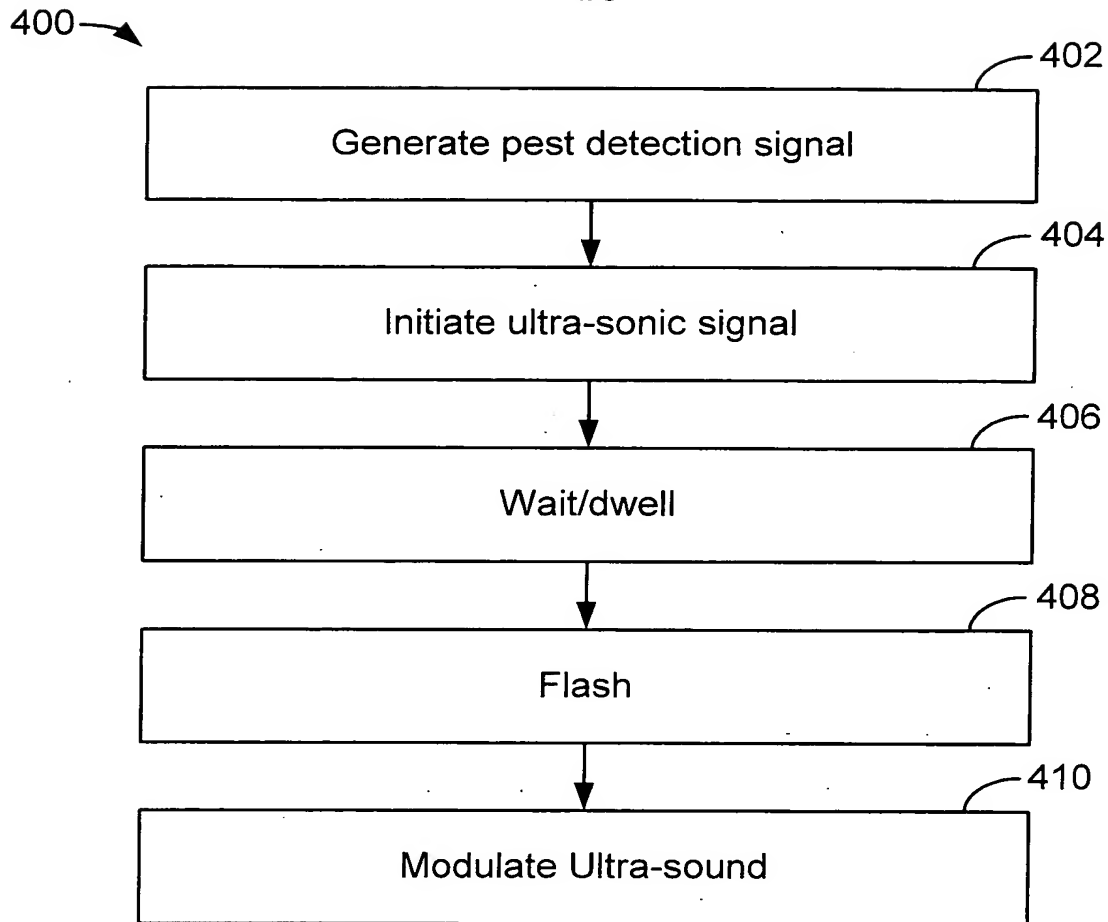 400
402
Generate pest detection signal
404
Initiate ultra-sonic signal
406
Wait/dwell
408
Flash
410
Modulate Ultra-sound